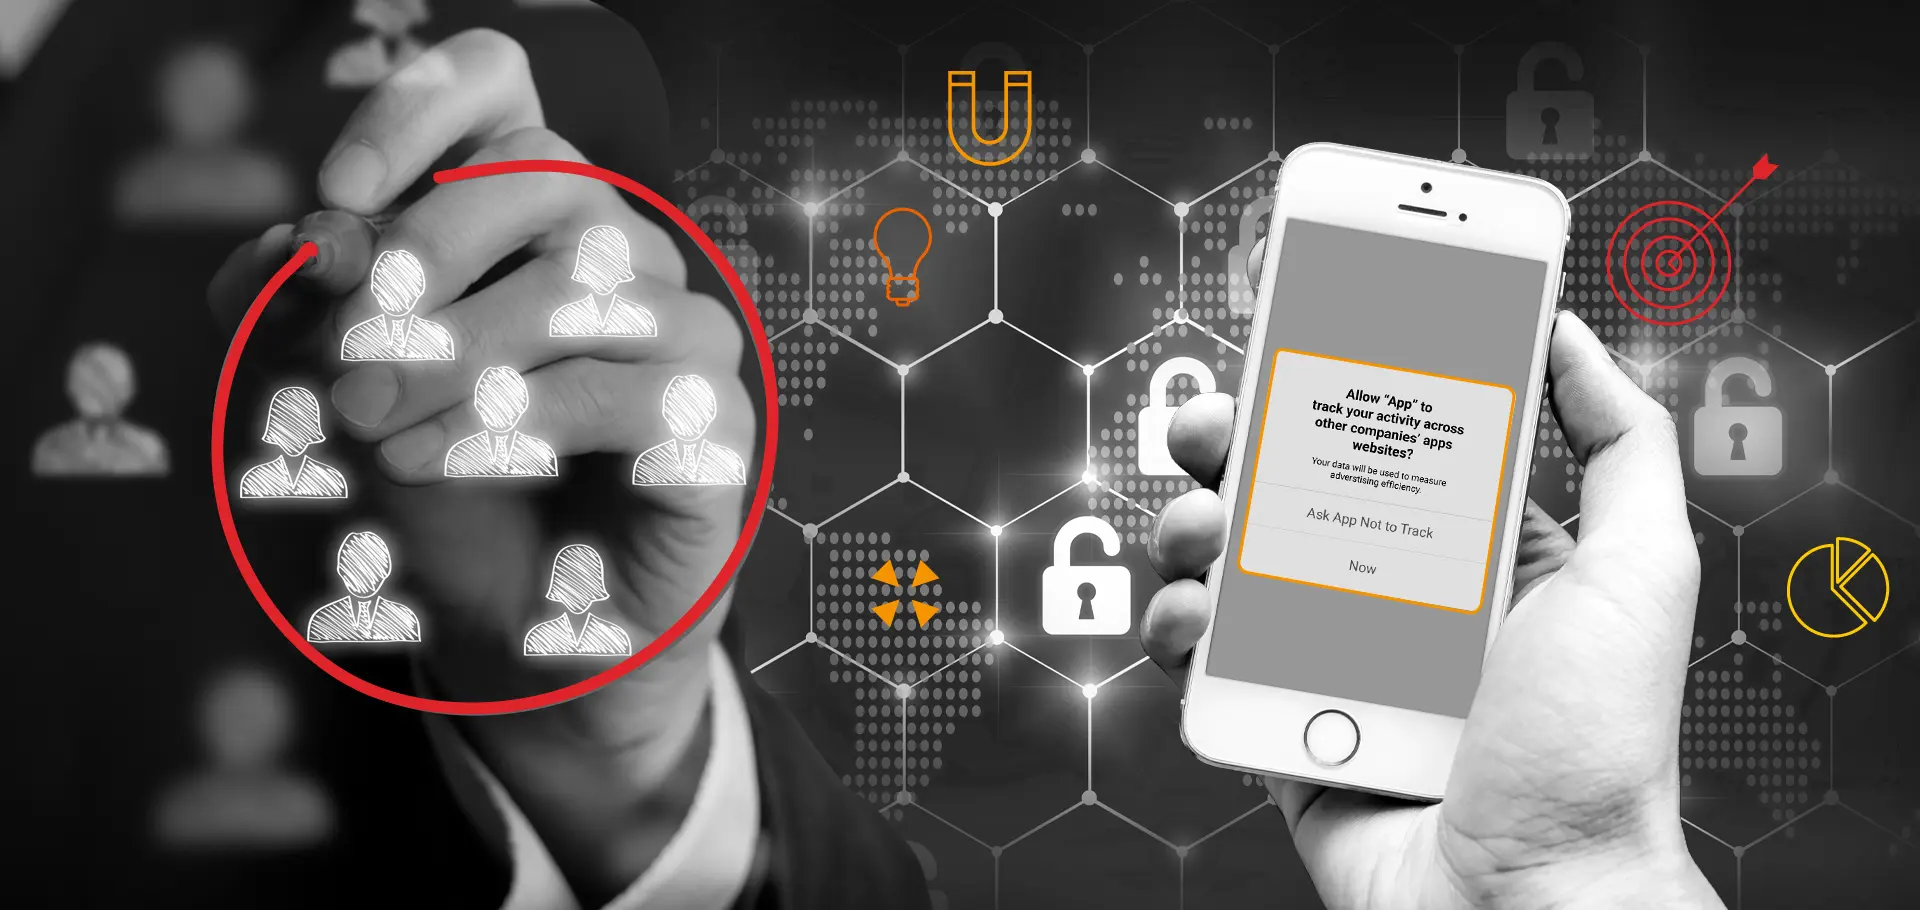 Allow “App” to
track your activity across
other companies’ apps
websites?
Your data will be used to measure
adverstising efficiency.
Ask App Not to Track
Now